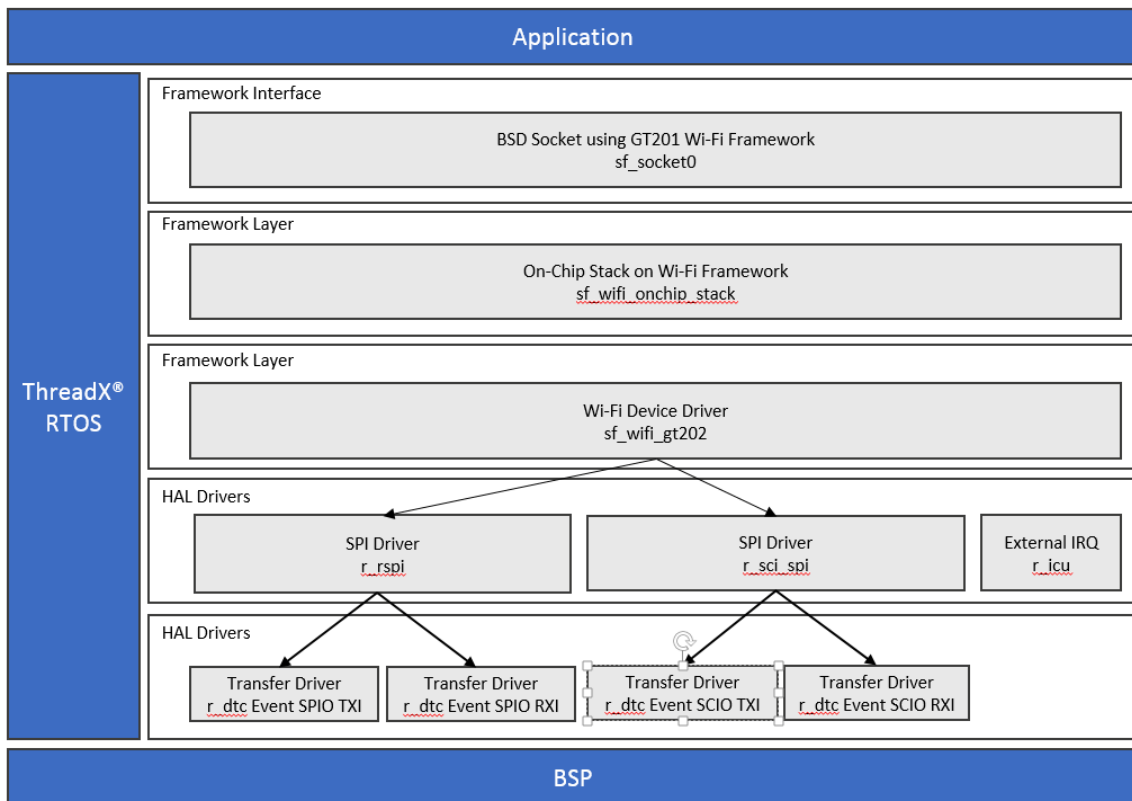 Application
ThreadX®
RTOS
Framework Interface
BSD Socket using GT201 Wi-Fi Framework
sf_socket0
Framework Layer
On-Chip Stack on Wi-Fi Framework
sf_wifi_onchip_stack
Framework Layer
Wi-Fi Device Driver
sf_wifi_gt202
HAL Drivers
SPI Driver
r_rspi
SPI Driver
r_sci_spi
External IRQ
r_icu
HAL Drivers
Transfer Driver
r_dtc Event SPIO TXI
Transfer Driver
r_dtc Event SPIO RXI
Transfer Driver
r_dtc Event SCIO TXI
Transfer Driver
r_dtc Event SCIO RXI
BSP